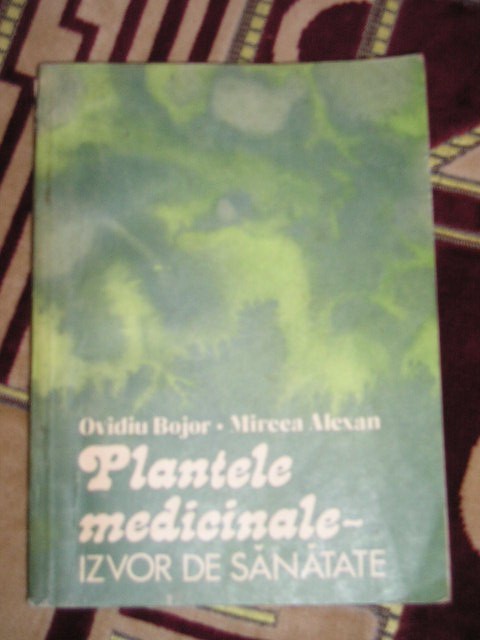 Ovidiu Bojor • Mircea Alexan
Plantele
medicinale-
IZVOR DE SĂNĂTATE